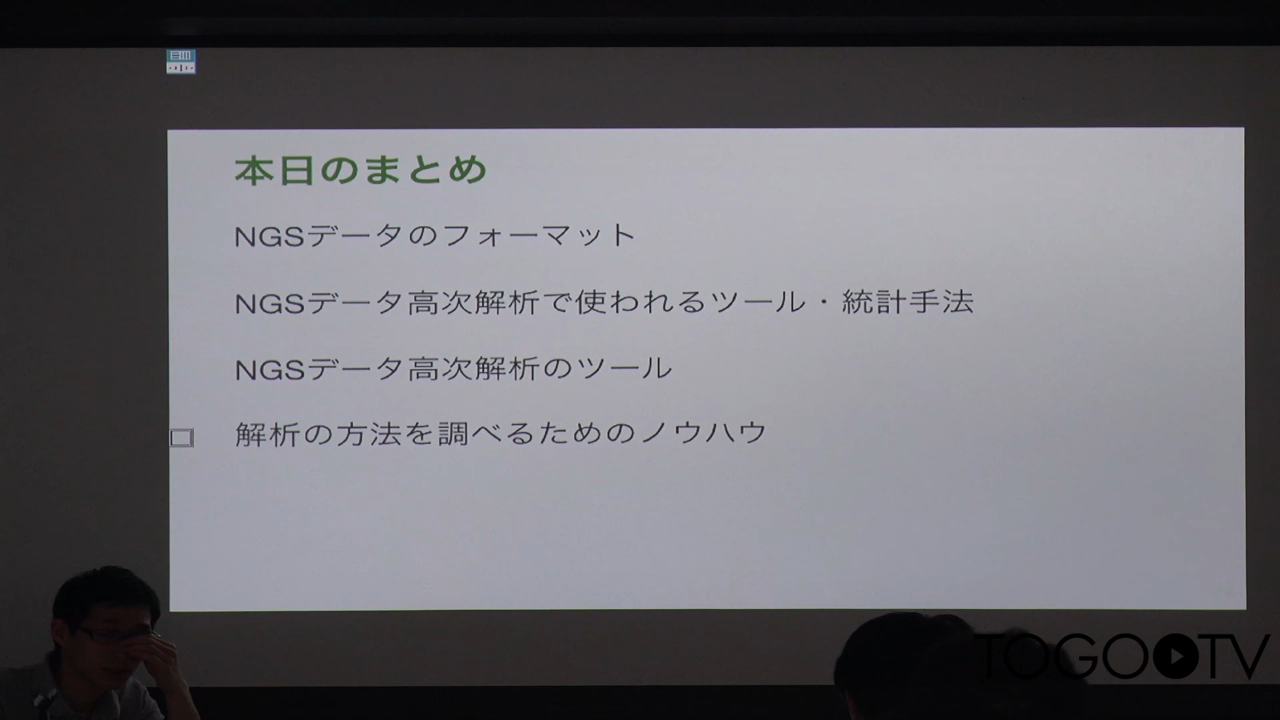 本日のまとめ
NGSデータのフォーマット
NGSデータ高次解析で使われるツール・統計手法
NGSデータ高次解析のツール
解析の方法を調べるためのノウハウ
TOGOTV